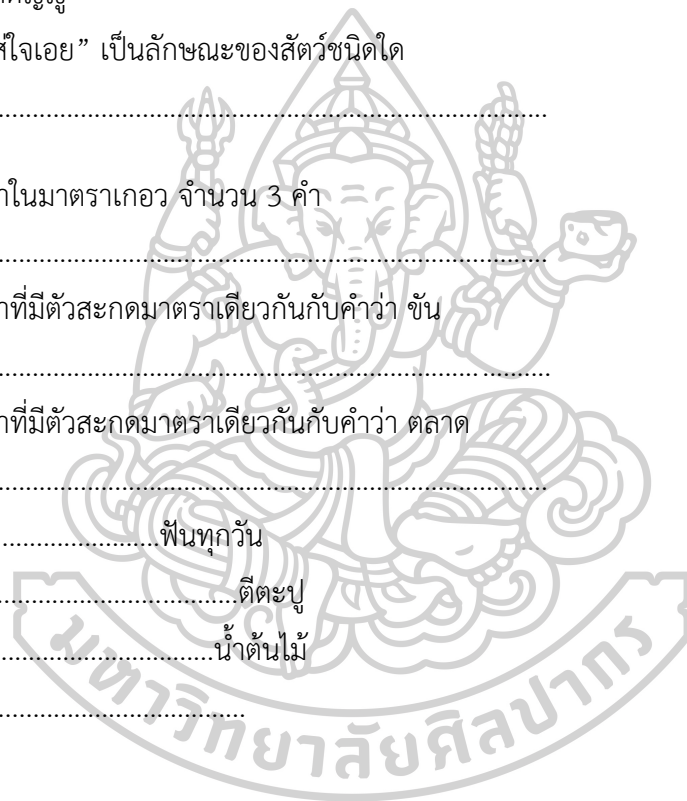 ใส่ใจเอย” เป็นลักษณะของสัตว์ชนิดใด
................................................................................................
ในมาตราเกอว จำนวน 3 คำ
................................................................................................
ที่มีตัวสะกดมาตราเดียวกันกับคำว่า ขัน
................................................................................................
ที่มีตัวสะกดมาตราเดียวกันกับคำว่า ตลาด
................................................................................................
............................ฟันทุกวัน
..........................................ตีตะปู
......................................น้ำต้นไม้
...........................................
มหาวิทยาลัยศิลปากร